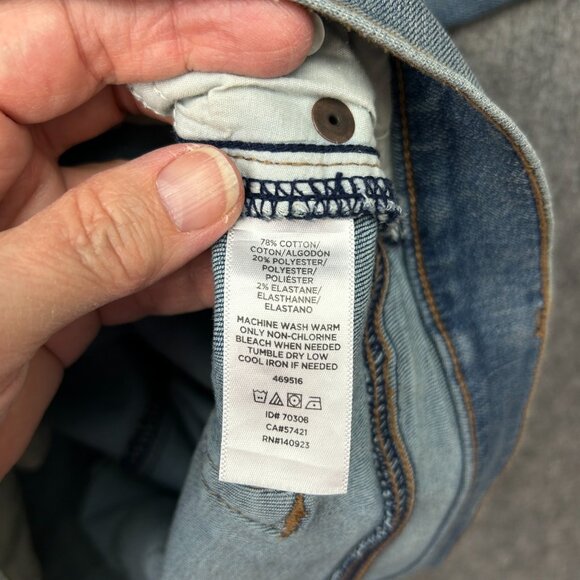 78% COTTON/
COTTON/ALGODON
20% POLYESTER/
POLYESTER/
POLIÉSTER
2% ELASTANE/
ELASTHANNE/
ELASTANO
MACHINE WASH WARM
ONLY NON-CHLORINE
BLEACH WHEN NEEDED
TUMBLE DRY LOW
COOL IRON IF NEEDED
469516
ID# 70306
CA#57421
RN#140923